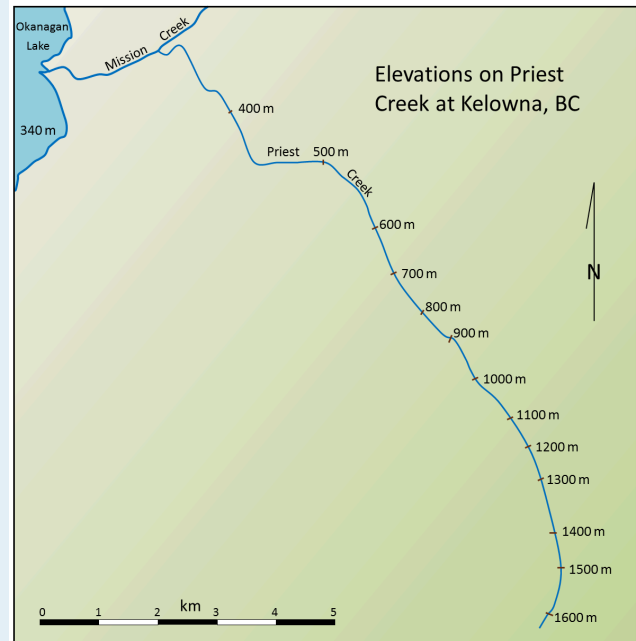 Okanagan
Lake
340 m
Mission Creek
Elevations on Priest
Creek at Kelowna, BC
400 m
Priest Creek
500 m
600 m
700 m
800 m
900 m
1000 m
1100 m
1200 m
1300 m
1400 m
1500 m
1600 m
N
km
0 1 2 3 4 5